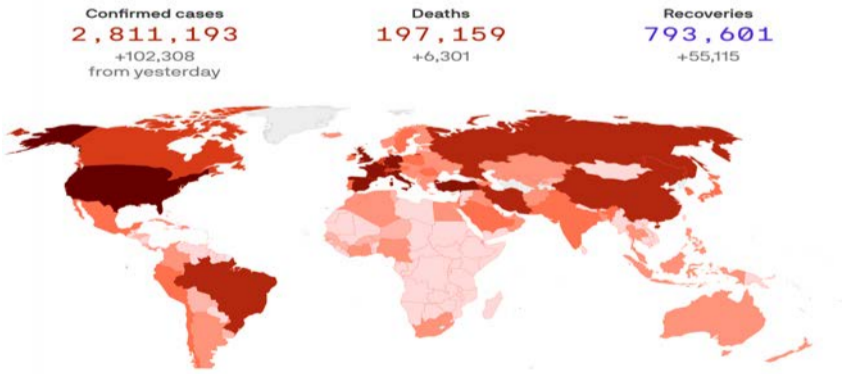 Confirmed cases
2,811,193
+102,308
from yesterday
Deaths
197,159
+6,301
Recoveries
793,601
+55,115